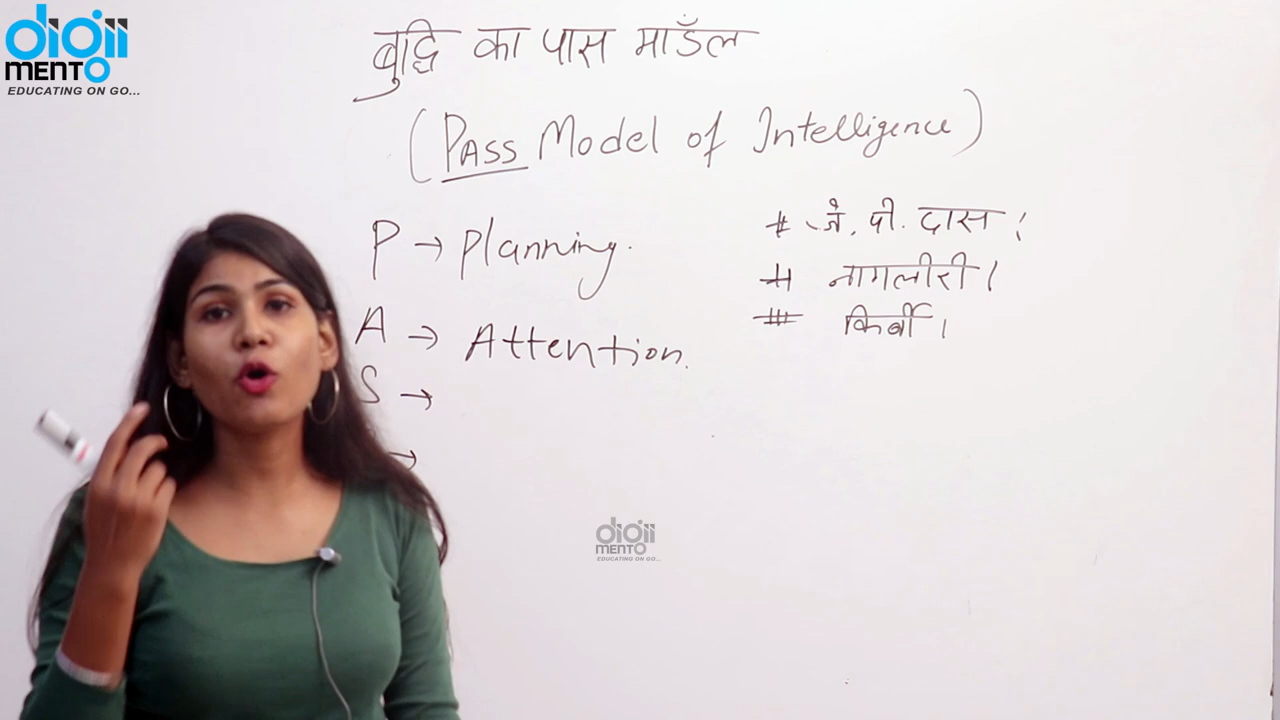 digii
MENTO
EDUCATING ON GO...
बुद्धि का पास मॉडल
(PASS Model of Intelligence)
P → Planning.
A → Attention.
S →
→
# जे. पी. दास।
# नागलीरी।
# किर्बी।
digii
MENTO
EDUCATING ON GO...